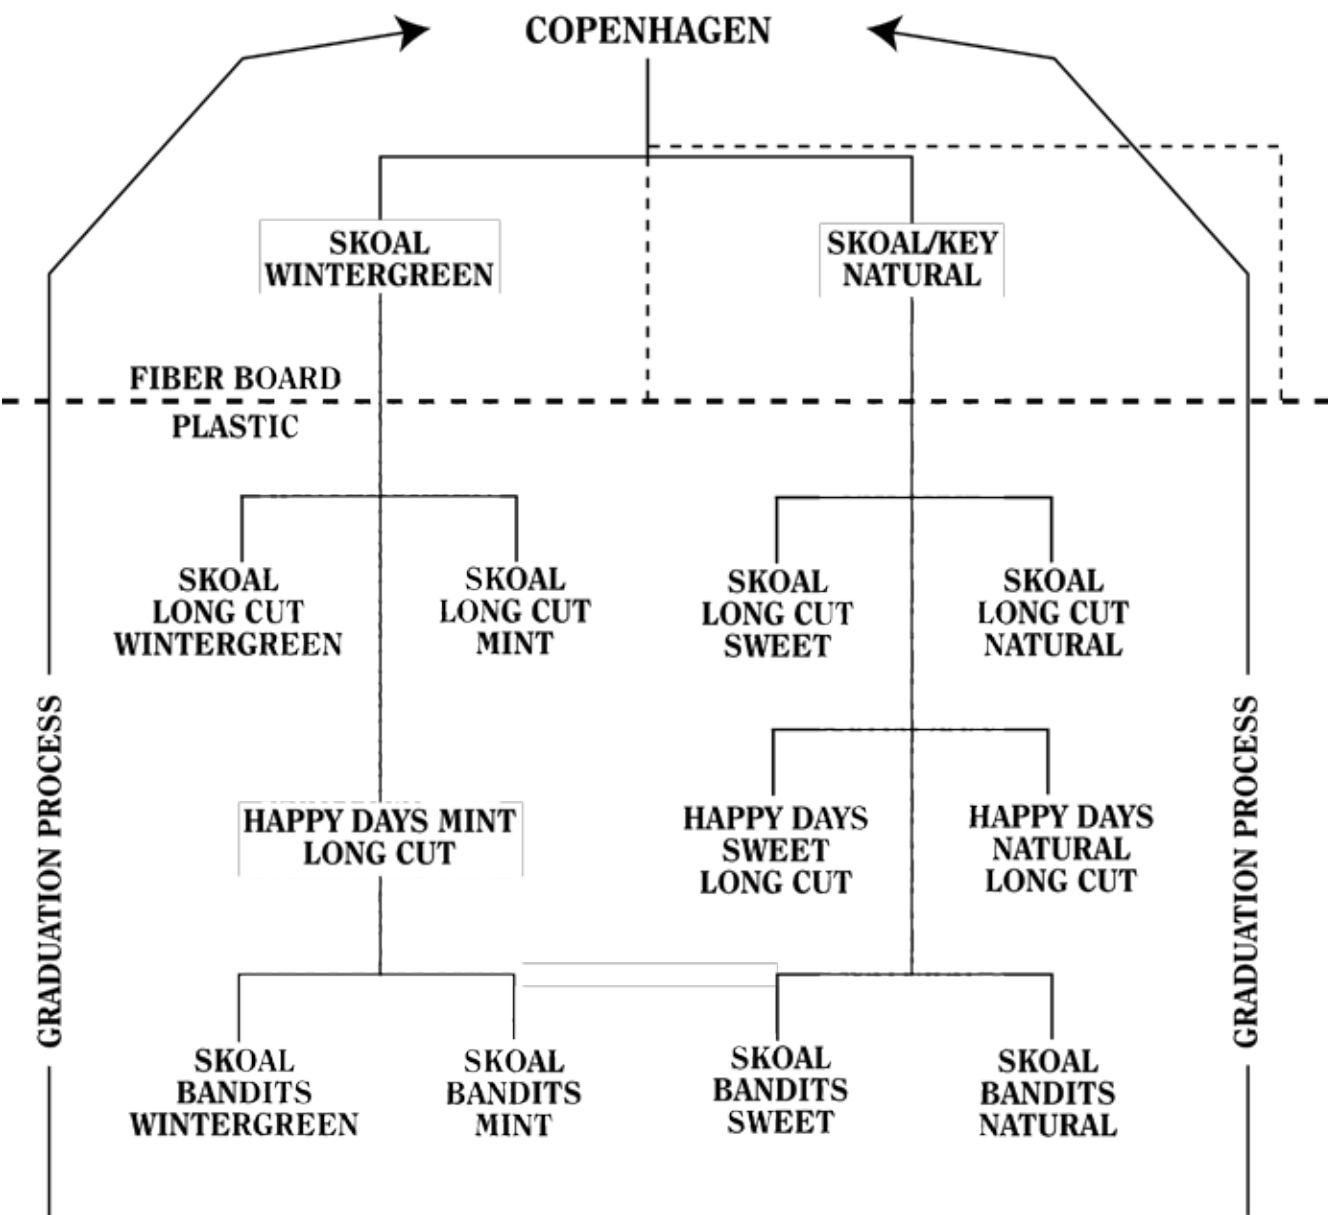 COPENHAGEN
SKOAL
WINTERGREEN
SKOAL/KEY
NATURAL
FIBER BOARD
PLASTIC
SKOAL
LONG CUT
WINTERGREEN
SKOAL
LONG CUT
MINT
SKOAL
LONG CUT
SWEET
SKOAL
LONG CUT
NATURAL
GRADUATION PROCESS
HAPPY DAYS MINT
LONG CUT
HAPPY DAYS
SWEET
LONG CUT
HAPPY DAYS
NATURAL
LONG CUT
GRADUATION PROCESS
SKOAL
BANDITS
WINTERGREEN
SKOAL
BANDITS
MINT
SKOAL
BANDITS
SWEET
SKOAL
BANDITS
NATURAL